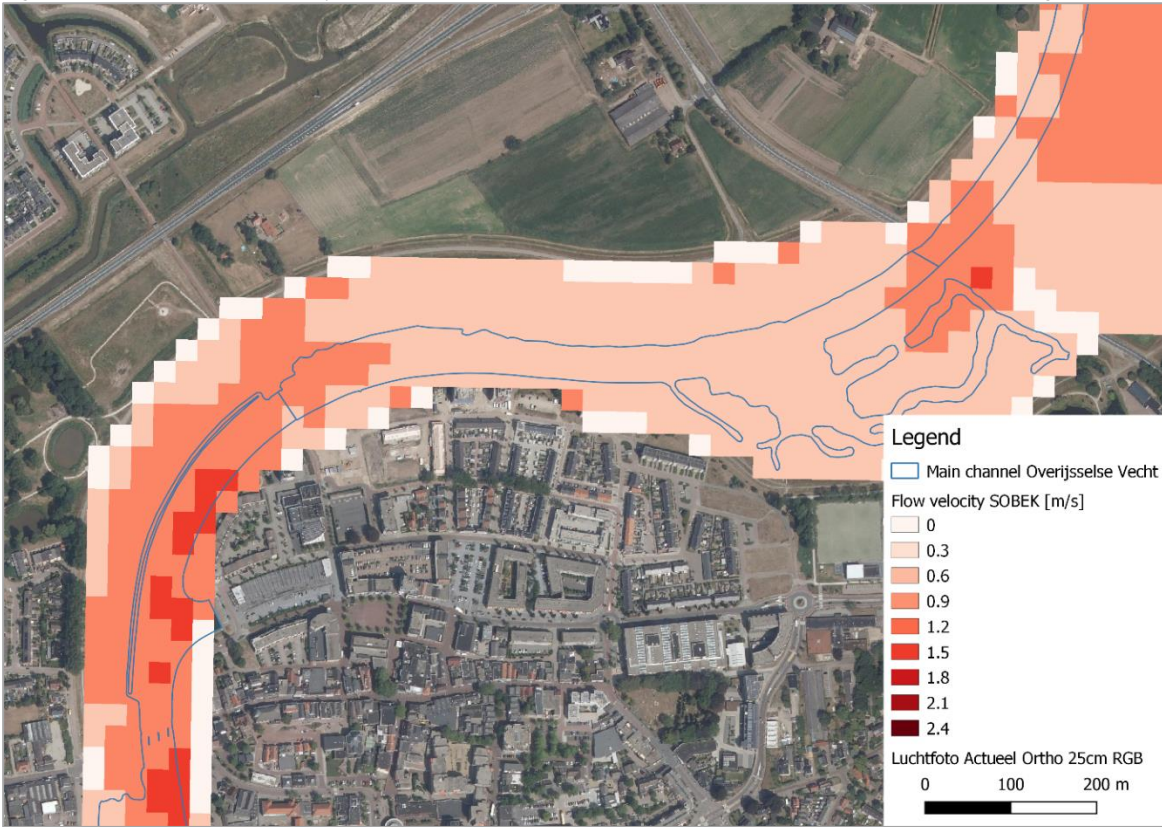 Legend
Main channel Overijsselse Vecht
Flow velocity SOBEK [m/s]
0
0.3
0.6
0.9
1.2
1.5
1.8
2.1
2.4
Luchtfoto Actueel Ortho 25cm RGB
0 100 200 m